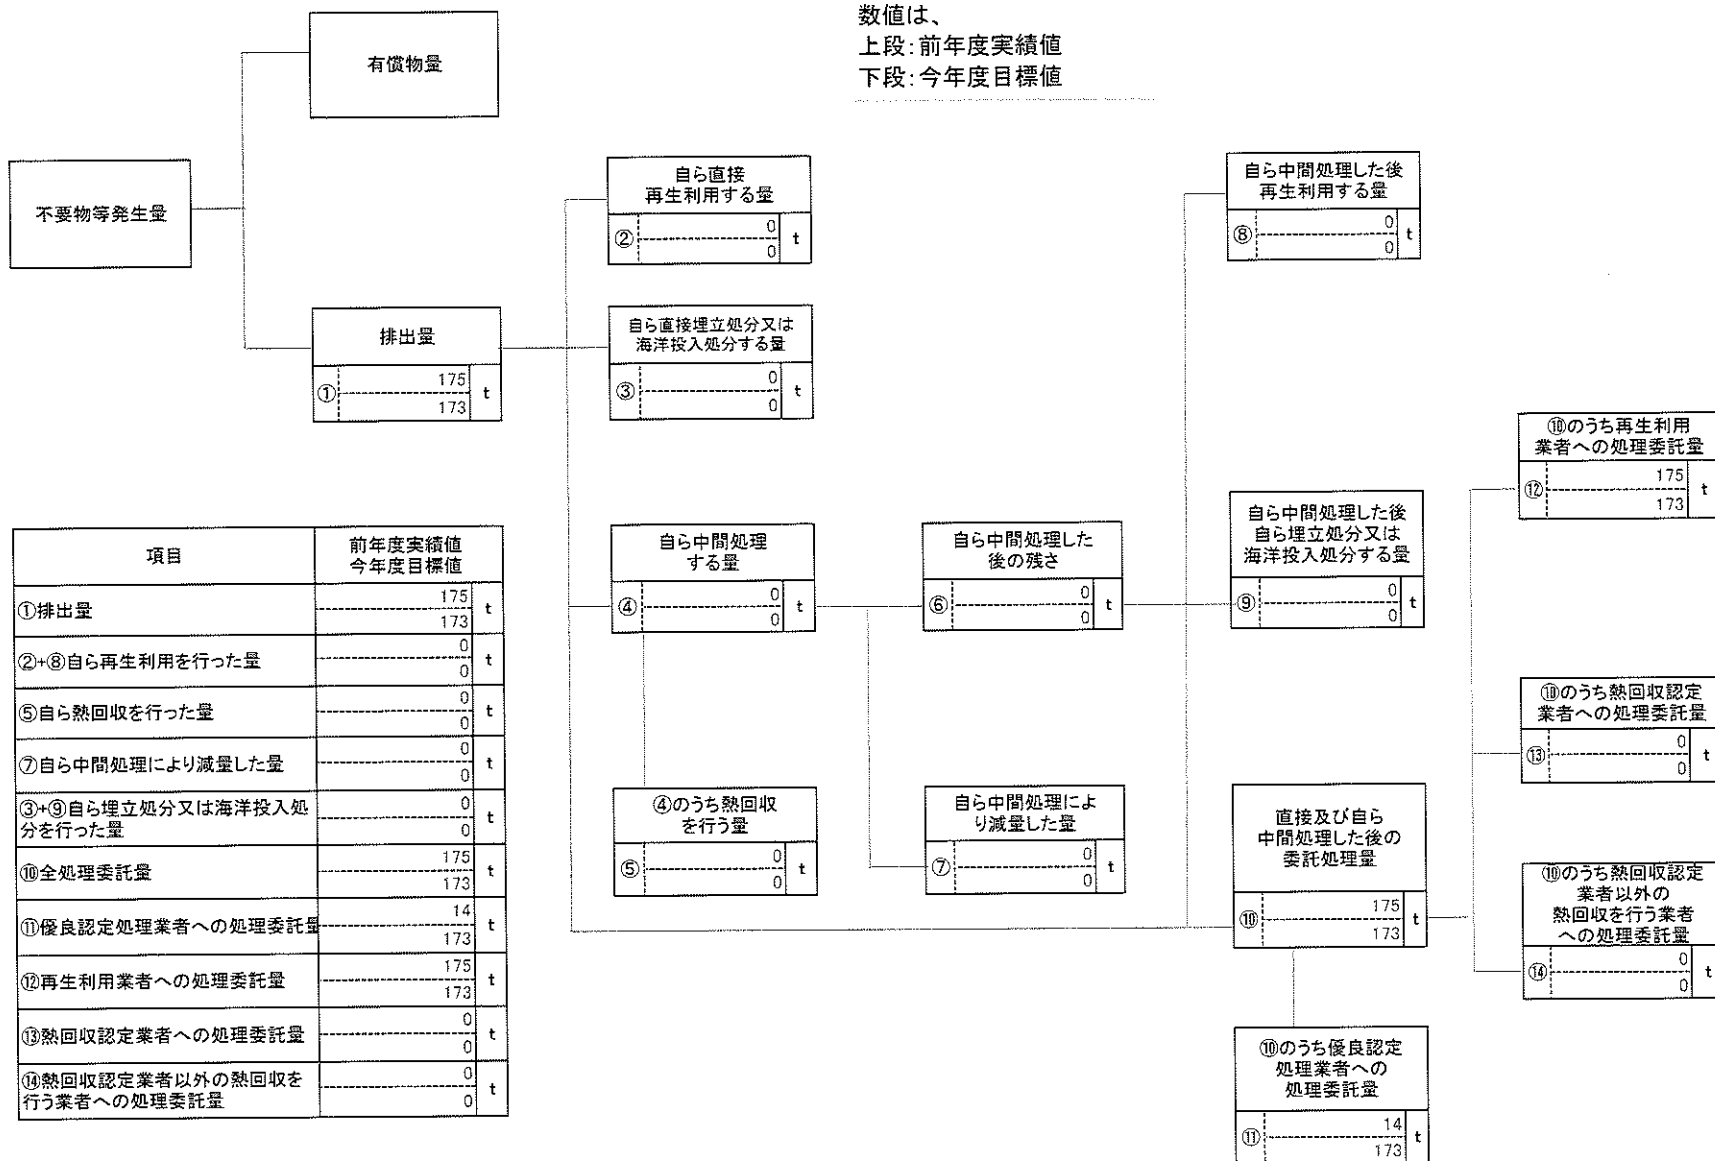 数値は、
上段：前年度実績値
下段：今年度目標値
有償物量
不要物等発生量
排出量
①
175
173
t
自ら直接
再生利用する量
②
0
0
t
自ら直接埋立処分又は
海洋投入処分する量
③
0
0
t
自ら中間処理
する量
④
0
0
t
④のうち熱回収
を行う量
⑤
0
0
t
自ら中間処理した
後の残さ
⑥
0
0
t
自ら中間処理によ
り減量した量
⑦
0
0
t
自ら中間処理した後
再生利用する量
⑧
0
0
t
自ら中間処理した後
自ら埋立処分又は
海洋投入処分する量
⑨
0
0
t
直接及び自ら
中間処理した後の
委託処理量
⑩
175
173
t
⑩のうち優良認定
処理業者への
処理委託量
⑪
14
173
t
⑩のうち再生利用
業者への処理委託量
⑫
175
173
t
⑩のうち熱回収認定
業者への処理委託量
⑬
0
0
t
⑩のうち熱回収認定
業者以外の
熱回収を行う業者
への処理委託量
⑭
0
0
t
項目
前年度実績値
今年度目標値
①排出量
175
173
t
②+⑧自ら再生利用を行った量
0
0
t
⑤自ら熱回収を行った量
0
0
t
⑦自ら中間処理により減量した量
0
0
t
③+⑨自ら埋立処分又は海洋投入処
分を行った量
0
0
t
⑩全処理委託量
175
173
t
⑪優良認定処理業者への処理委託量
14
173
t
⑫再生利用業者への処理委託量
175
173
t
⑬熱回収認定業者への処理委託量
0
0
t
⑭熱回収認定業者以外の熱回収を
行う業者への処理委託量
0
0
t